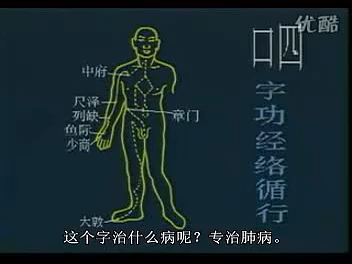 优酷
呬
字功经络循行
中府
尺泽
列缺
鱼际
少商
章门
大敦
这个字治什么病呢？专治肺病。